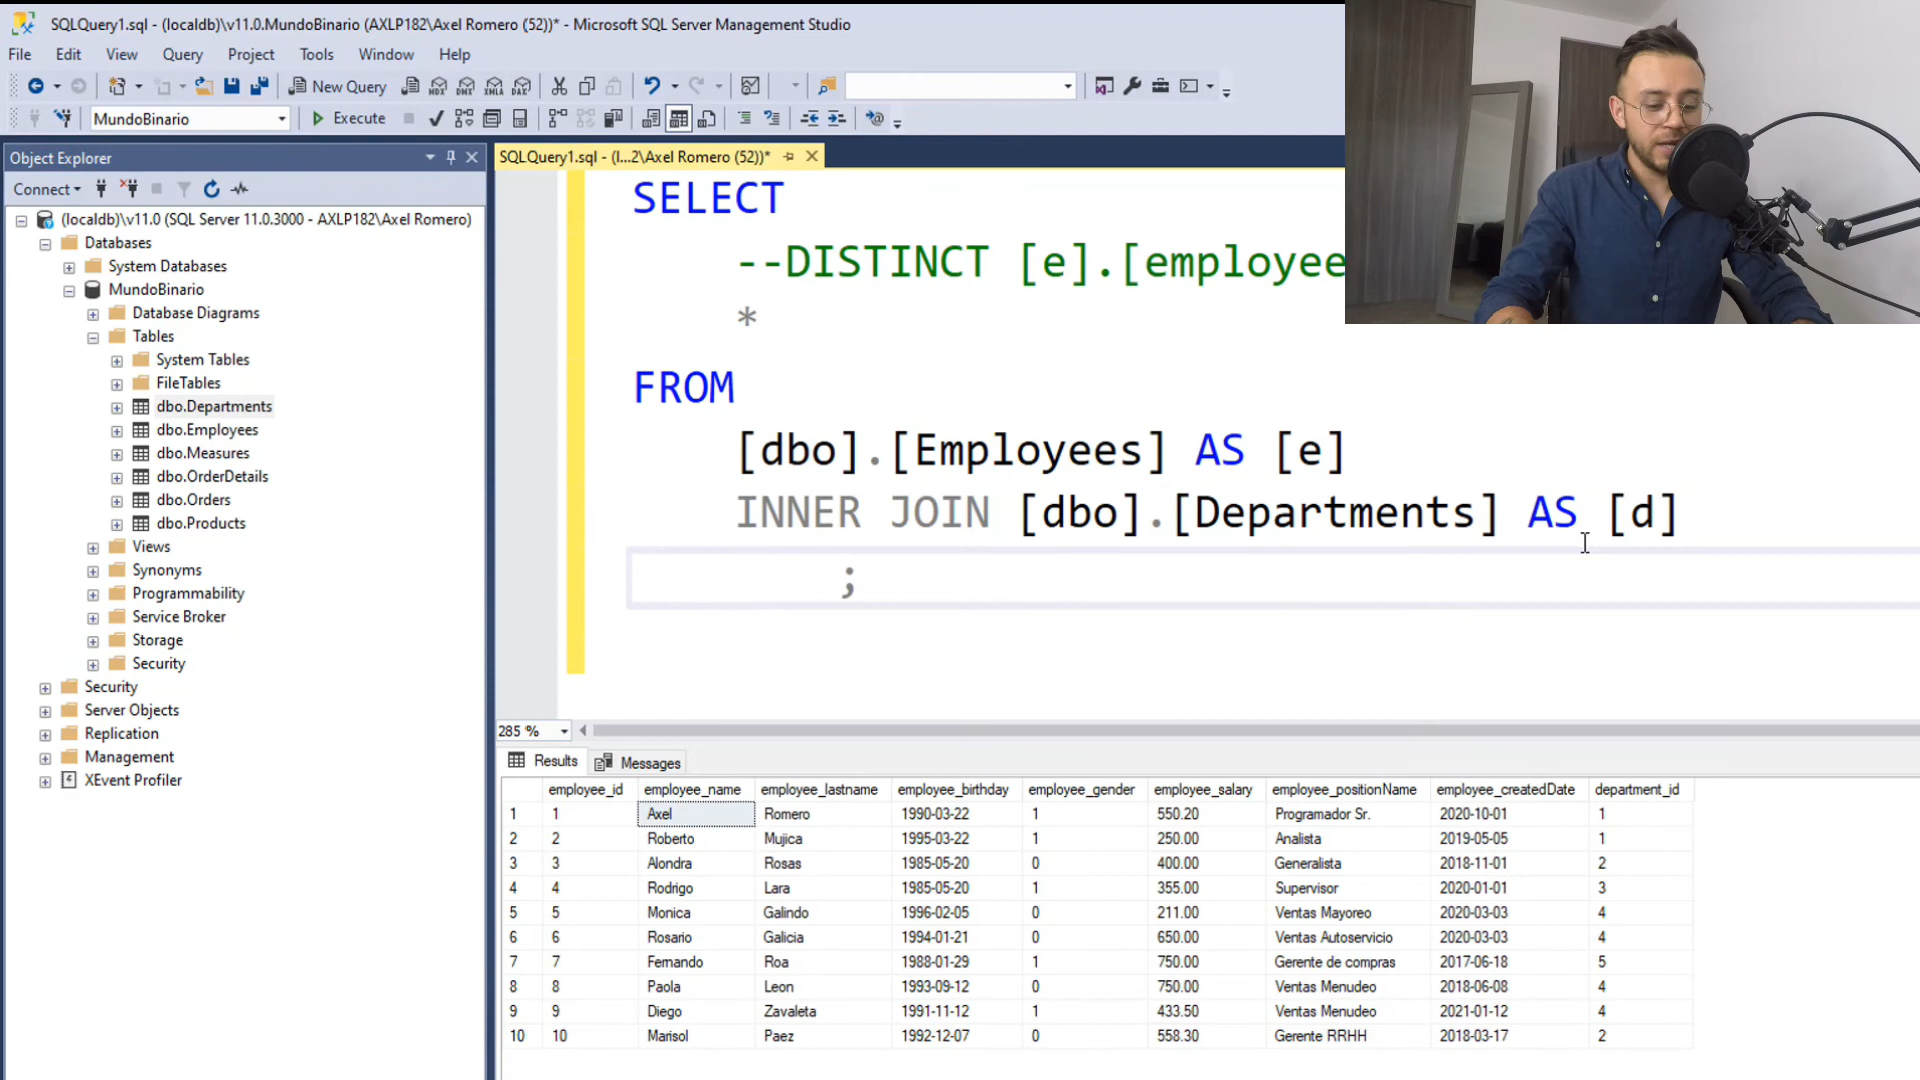 SQLQuery1.sql - (localdb)\v11.0.MundoBinario (AXLP182\Axel Romero (52))* - Microsoft SQL Server Management Studio
File Edit View Query Project Tools Window Help
New Query MDX DMX XMLA DAX
MundoBinario Execute
Object Explorer
Connect
(localdb)\v11.0 (SQL Server 11.0.3000 - AXLP182\Axel Romero)
Databases
System Databases
MundoBinario
Database Diagrams
Tables
System Tables
FileTables
dbo.Departments
dbo.Employees
dbo.Measures
dbo.OrderDetails
dbo.Orders
dbo.Products
Views
Synonyms
Programmability
Service Broker
Storage
Security
Security
Server Objects
Replication
Management
XEvent Profiler
SQLQuery1.sql - (l...2\Axel Romero (52))*
SELECT
--DISTINCT [e].[employee
*
FROM
[dbo].[Employees] AS [e]
INNER JOIN [dbo].[Departments] AS [d]
;
285 %
Results Messages
employee_id employee_name employee_lastname employee_birthday employee_gender employee_salary employee_positionName employee_createdDate department_id
1 1 Axel Romero 1990-03-22 1 550.20 Programador Sr. 2020-10-01 1
2 2 Roberto Mujica 1995-03-22 1 250.00 Analista 2019-05-05 1
3 3 Alondra Rosas 1985-05-20 0 400.00 Generalista 2018-11-01 2
4 4 Rodrigo Lara 1985-05-20 1 355.00 Supervisor 2020-01-01 3
5 5 Monica Galindo 1996-02-05 0 211.00 Ventas Mayoreo 2020-03-03 4
6 6 Rosario Galicia 1994-01-21 0 650.00 Ventas Autoservicio 2020-03-03 4
7 7 Fernando Roa 1988-01-29 1 750.00 Gerente de compras 2017-06-18 5
8 8 Paola Leon 1993-09-12 0 750.00 Ventas Menudeo 2018-06-08 4
9 9 Diego Zavaleta 1991-11-12 1 433.50 Ventas Menudeo 2021-01-12 4
10 10 Marisol Paez 1992-12-07 0 558.30 Gerente RRHH 2018-03-17 2